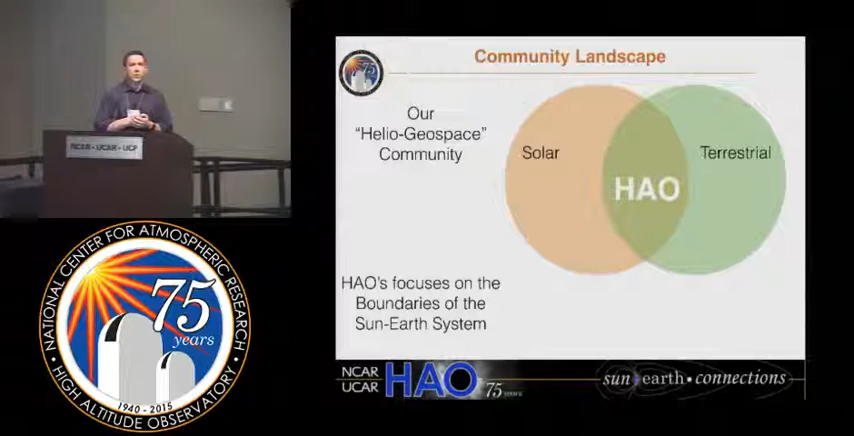 NCAR • UCAR • UCP
NATIONAL CENTER FOR ATMOSPHERIC RESEARCH
75
years
1940 - 2015
HIGH ALTITUDE OBSERVATORY
75
Community Landscape
Our
"Helio-Geospace"
Community
Solar
Terrestrial
HAO
HAO's focuses on the
Boundaries of the
Sun-Earth System
NCAR
UCAR
HAO
75 years
sun • earth • connections